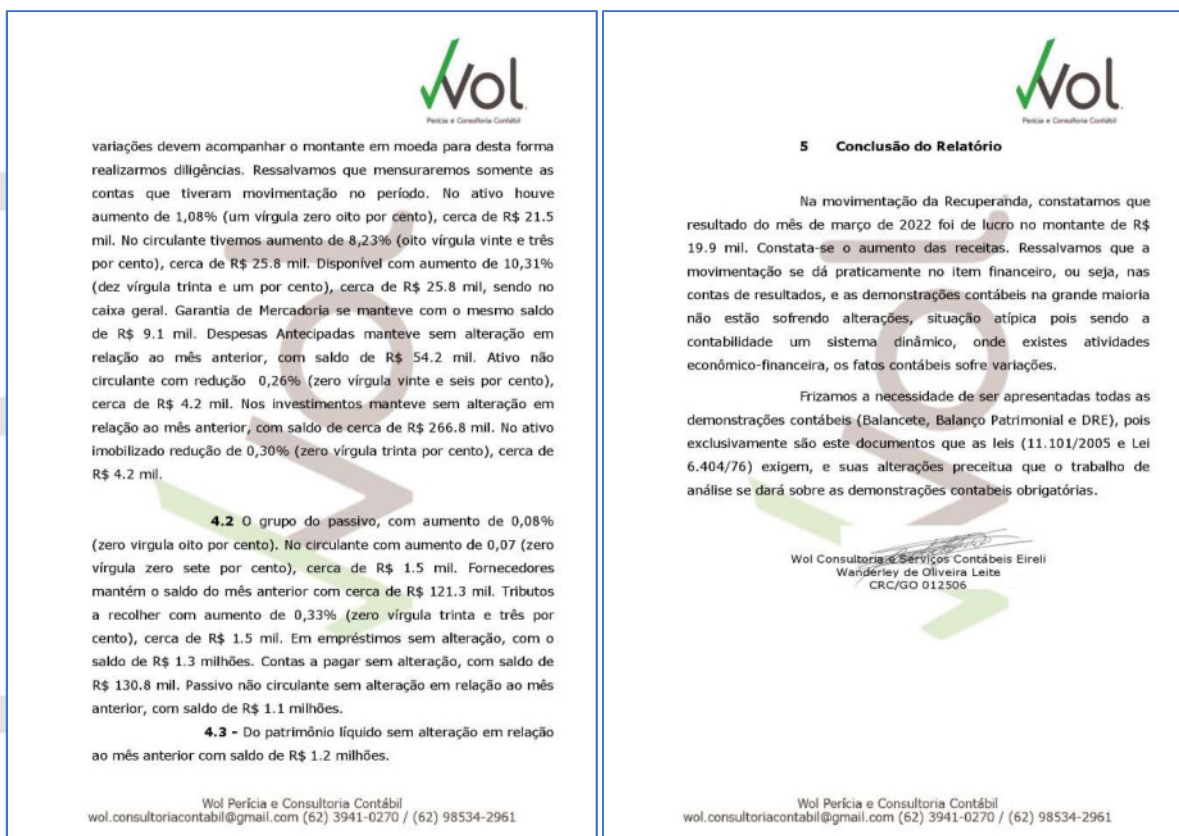 Wol.
Perícia e Consultoria Contábil
variações devem acompanhar o montante em moeda para desta forma
realizarmos diligências. Ressalvamos que mensuraremos somente as
contas que tiveram movimentação no período. No ativo houve
aumento de 1,08% (um vírgula zero oito por cento), cerca de R$ 21.5
mil. No circulante tivemos aumento de 8,23% (oito vírgula vinte e três
por cento), cerca de R$ 25.8 mil. Disponível com aumento de 10,31%
(dez vírgula trinta e um por cento), cerca de R$ 25.8 mil, sendo no
caixa geral. Garantia de Mercadoria se manteve com o mesmo saldo
de R$ 9.1 mil. Despesas Antecipadas manteve sem alteração em
relação ao mês anterior, com saldo de R$ 54.2 mil. Ativo não
circulante com redução 0,26% (zero vírgula vinte e seis por cento),
cerca de R$ 4.2 mil. Nos investimentos manteve sem alteração em
relação ao mês anterior, com saldo de cerca de R$ 266.8 mil. No ativo
imobilizado redução de 0,30% (zero vírgula trinta por cento), cerca de
R$ 4.2 mil.
4.2 O grupo do passivo, com aumento de 0,08%
(zero virgula oito por cento). No circulante com aumento de 0,07 (zero
vírgula zero sete por cento), cerca de R$ 1.5 mil. Fornecedores
mantém o saldo do mês anterior com cerca de R$ 121.3 mil. Tributos
a recolher com aumento de 0,33% (zero vírgula trinta e três por
cento), cerca de R$ 1.5 mil. Em empréstimos sem alteração, com o
saldo de R$ 1.3 milhões. Contas a pagar sem alteração, com saldo de
R$ 130.8 mil. Passivo não circulante sem alteração em relação ao mês
anterior, com saldo de R$ 1.1 milhões.
4.3 - Do patrimônio líquido sem alteração em relação
ao mês anterior com saldo de R$ 1.2 milhões.
Wol Perícia e Consultoria Contábil
wol.consultoriacontabil@gmail.com (62) 3941-0270 / (62) 98534-2961
Wol.
Perícia e Consultoria Contábil
5 Conclusão do Relatório
Na movimentação da Recuperanda, constatamos que
resultado do mês de março de 2022 foi de lucro no montante de R$
19.9 mil. Constata-se o aumento das receitas. Ressalvamos que a
movimentação se dá praticamente no item financeiro, ou seja, nas
contas de resultados, e as demonstrações contábeis na grande maioria
não estão sofrendo alterações, situação atípica pois sendo a
contabilidade um sistema dinâmico, onde existes atividades
econômico-financeira, os fatos contábeis sofre variações.
Frizamos a necessidade de ser apresentadas todas as
demonstrações contábeis (Balancete, Balanço Patrimonial e DRE), pois
exclusivamente são este documentos que as leis (11.101/2005 e Lei
6.404/76) exigem, e suas alterações preceitua que o trabalho de
análise se dará sobre as demonstrações contabeis obrigatórias.
Wol Consultoria e Serviços Contábeis Eireli
Wanderley de Oliveira Leite
CRC/GO 012506
Wol Perícia e Consultoria Contábil
wol.consultoriacontabil@gmail.com (62) 3941-0270 / (62) 98534-2961